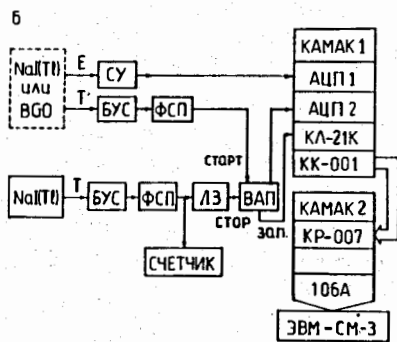 б
NaI(Tl)
или
BGO
E
СУ
T'
БУС
ФСП
СТАРТ
NaI(Tl)
T
БУС
ФСП
ЛЗ
ВАП
СТОР
ЗАП.
СЧЕТЧИК
КАМАК 1
АЦП 1
АЦП 2
КЛ-21К
КК-001
КАМАК 2
КР-007
106А
ЭВМ-СМ-3